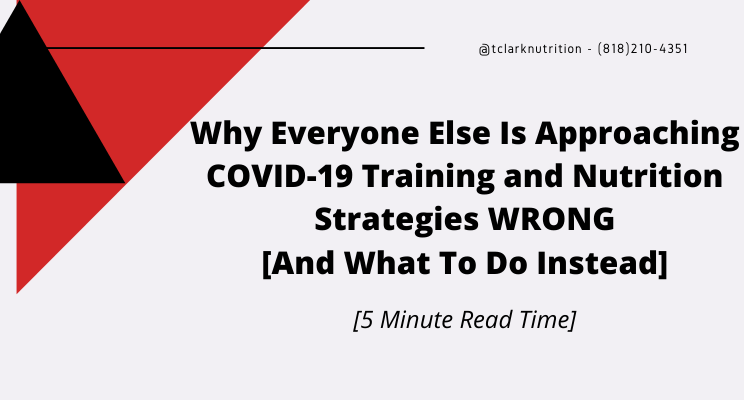 @tclarknutrition - (818)210-4351
Why Everyone Else Is Approaching
COVID-19 Training and Nutrition
Strategies WRONG
[And What To Do Instead]
[5 Minute Read Time]